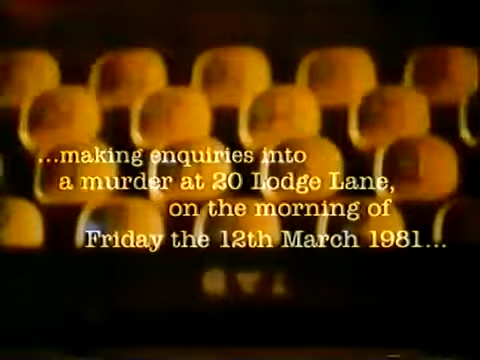 ...making enquiries into
a murder at 20 Lodge Lane,
on the morning of
Friday the 12th March 1981...